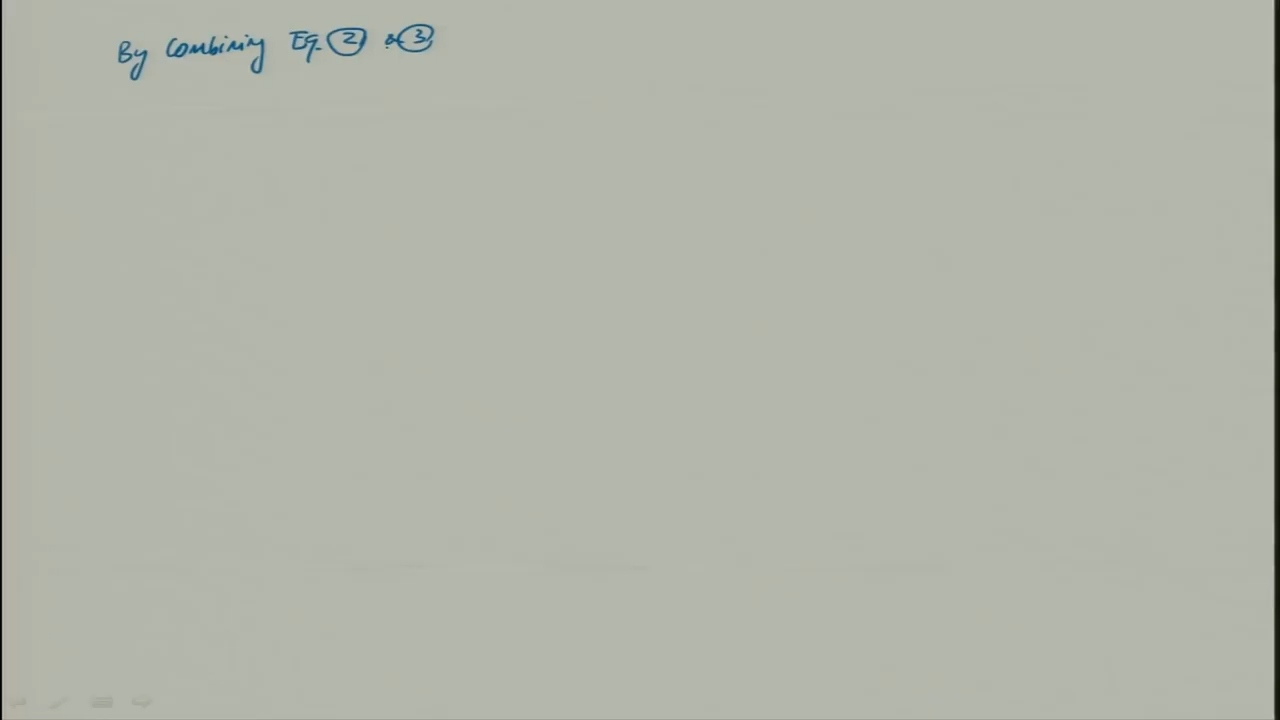 By Combining Eq. ② & ③